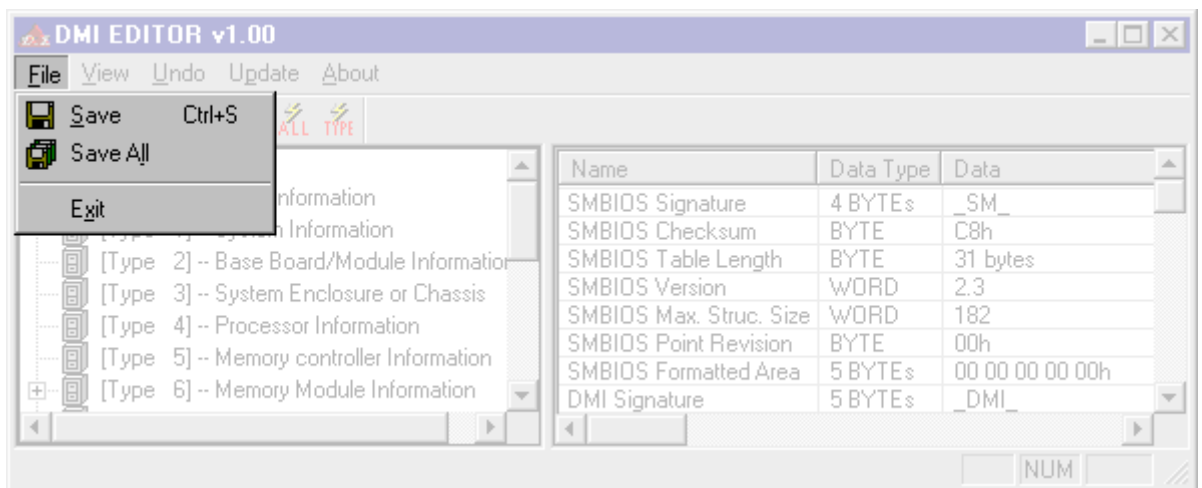 DMI EDITOR v1.00
File View Undo Update About
Save Ctrl+S
Save All
Exit
ALL TYPE
nformation
n Information
[Type 2] -- Base Board/Module Information
[Type 3] -- System Enclosure or Chassis
[Type 4] -- Processor Information
[Type 5] -- Memory controller Information
[Type 6] -- Memory Module Information
Name Data Type Data
SMBIOS Signature 4 BYTEs _SM_
SMBIOS Checksum BYTE C8h
SMBIOS Table Length BYTE 31 bytes
SMBIOS Version WORD 2.3
SMBIOS Max. Struc. Size WORD 182
SMBIOS Point Revision BYTE 00h
SMBIOS Formatted Area 5 BYTEs 00 00 00 00 00h
DMI Signature 5 BYTEs _DMI_
NUM